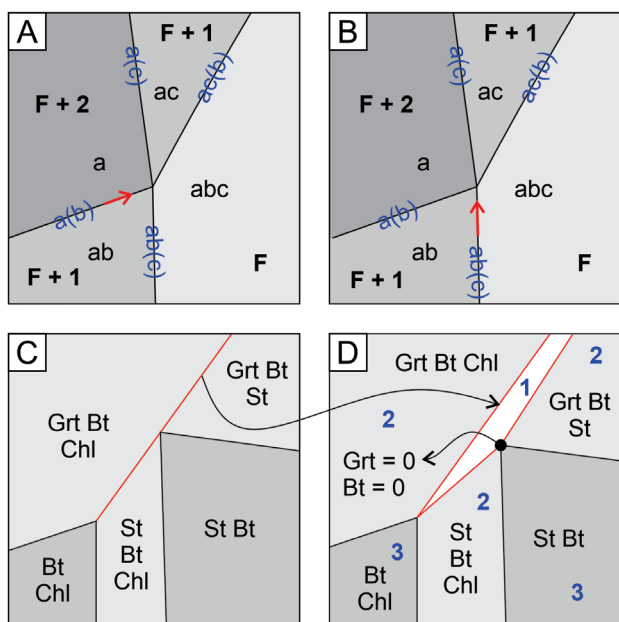 A
F + 1
a(c)
ac(b)
ac
F + 2
a
abc
a(b)
ab
ab(c)
F + 1
F
B
F + 1
a(c)
ac(b)
ac
F + 2
a
abc
a(b)
ab
ab(c)
F + 1
F
C
Grt Bt
St
Grt Bt
Chl
St
Bt
Chl
St Bt
Bt
Chl
D
Grt Bt Chl
2
1
Grt Bt
St
2
Grt = 0
Bt = 0
2
St
Bt
Chl
St Bt
3
Bt
Chl
3